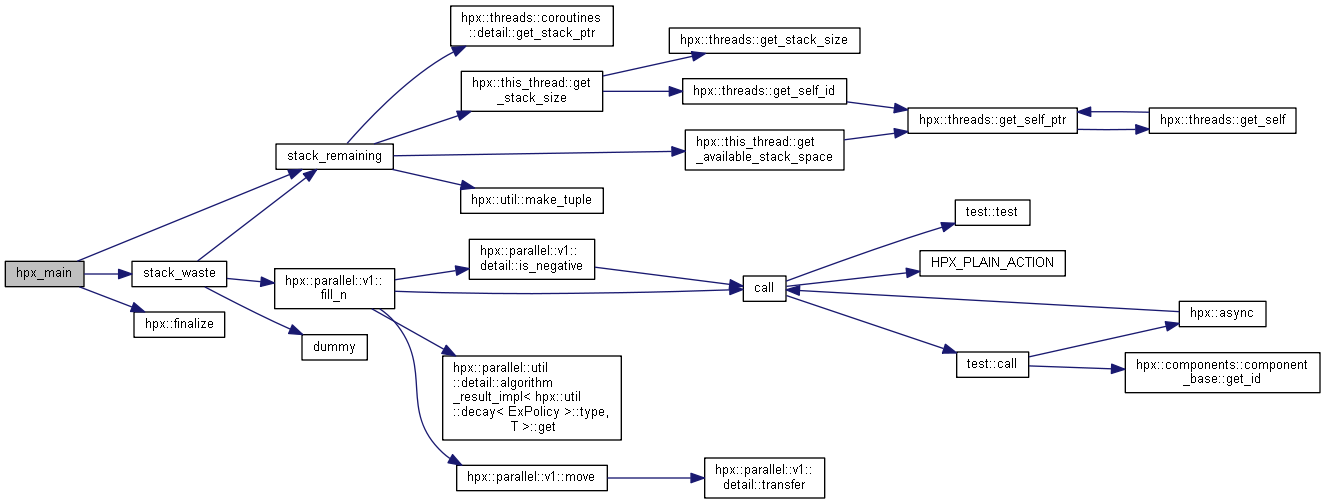 hpx::threads::coroutines
::detail::get_stack_ptr
hpx::threads::get_stack_size
hpx::this_thread::get
_stack_size
hpx::threads::get_self_id
hpx::threads::get_self_ptr
hpx::threads::get_self
stack_remaining
hpx::this_thread::get
_available_stack_space
hpx::util::make_tuple
test::test
hpx_main
stack_waste
hpx::parallel::v1::
detail::is_negative
HPX_PLAIN_ACTION
hpx::parallel::v1::
fill_n
call
hpx::finalize
hpx::async
dummy
test::call
hpx::components::component
_base::get_id
hpx::parallel::util
::detail::algorithm
_result_impl< hpx::util
::decay< ExPolicy >::type,
T >::get
hpx::parallel::v1::move
hpx::parallel::v1::
detail::transfer